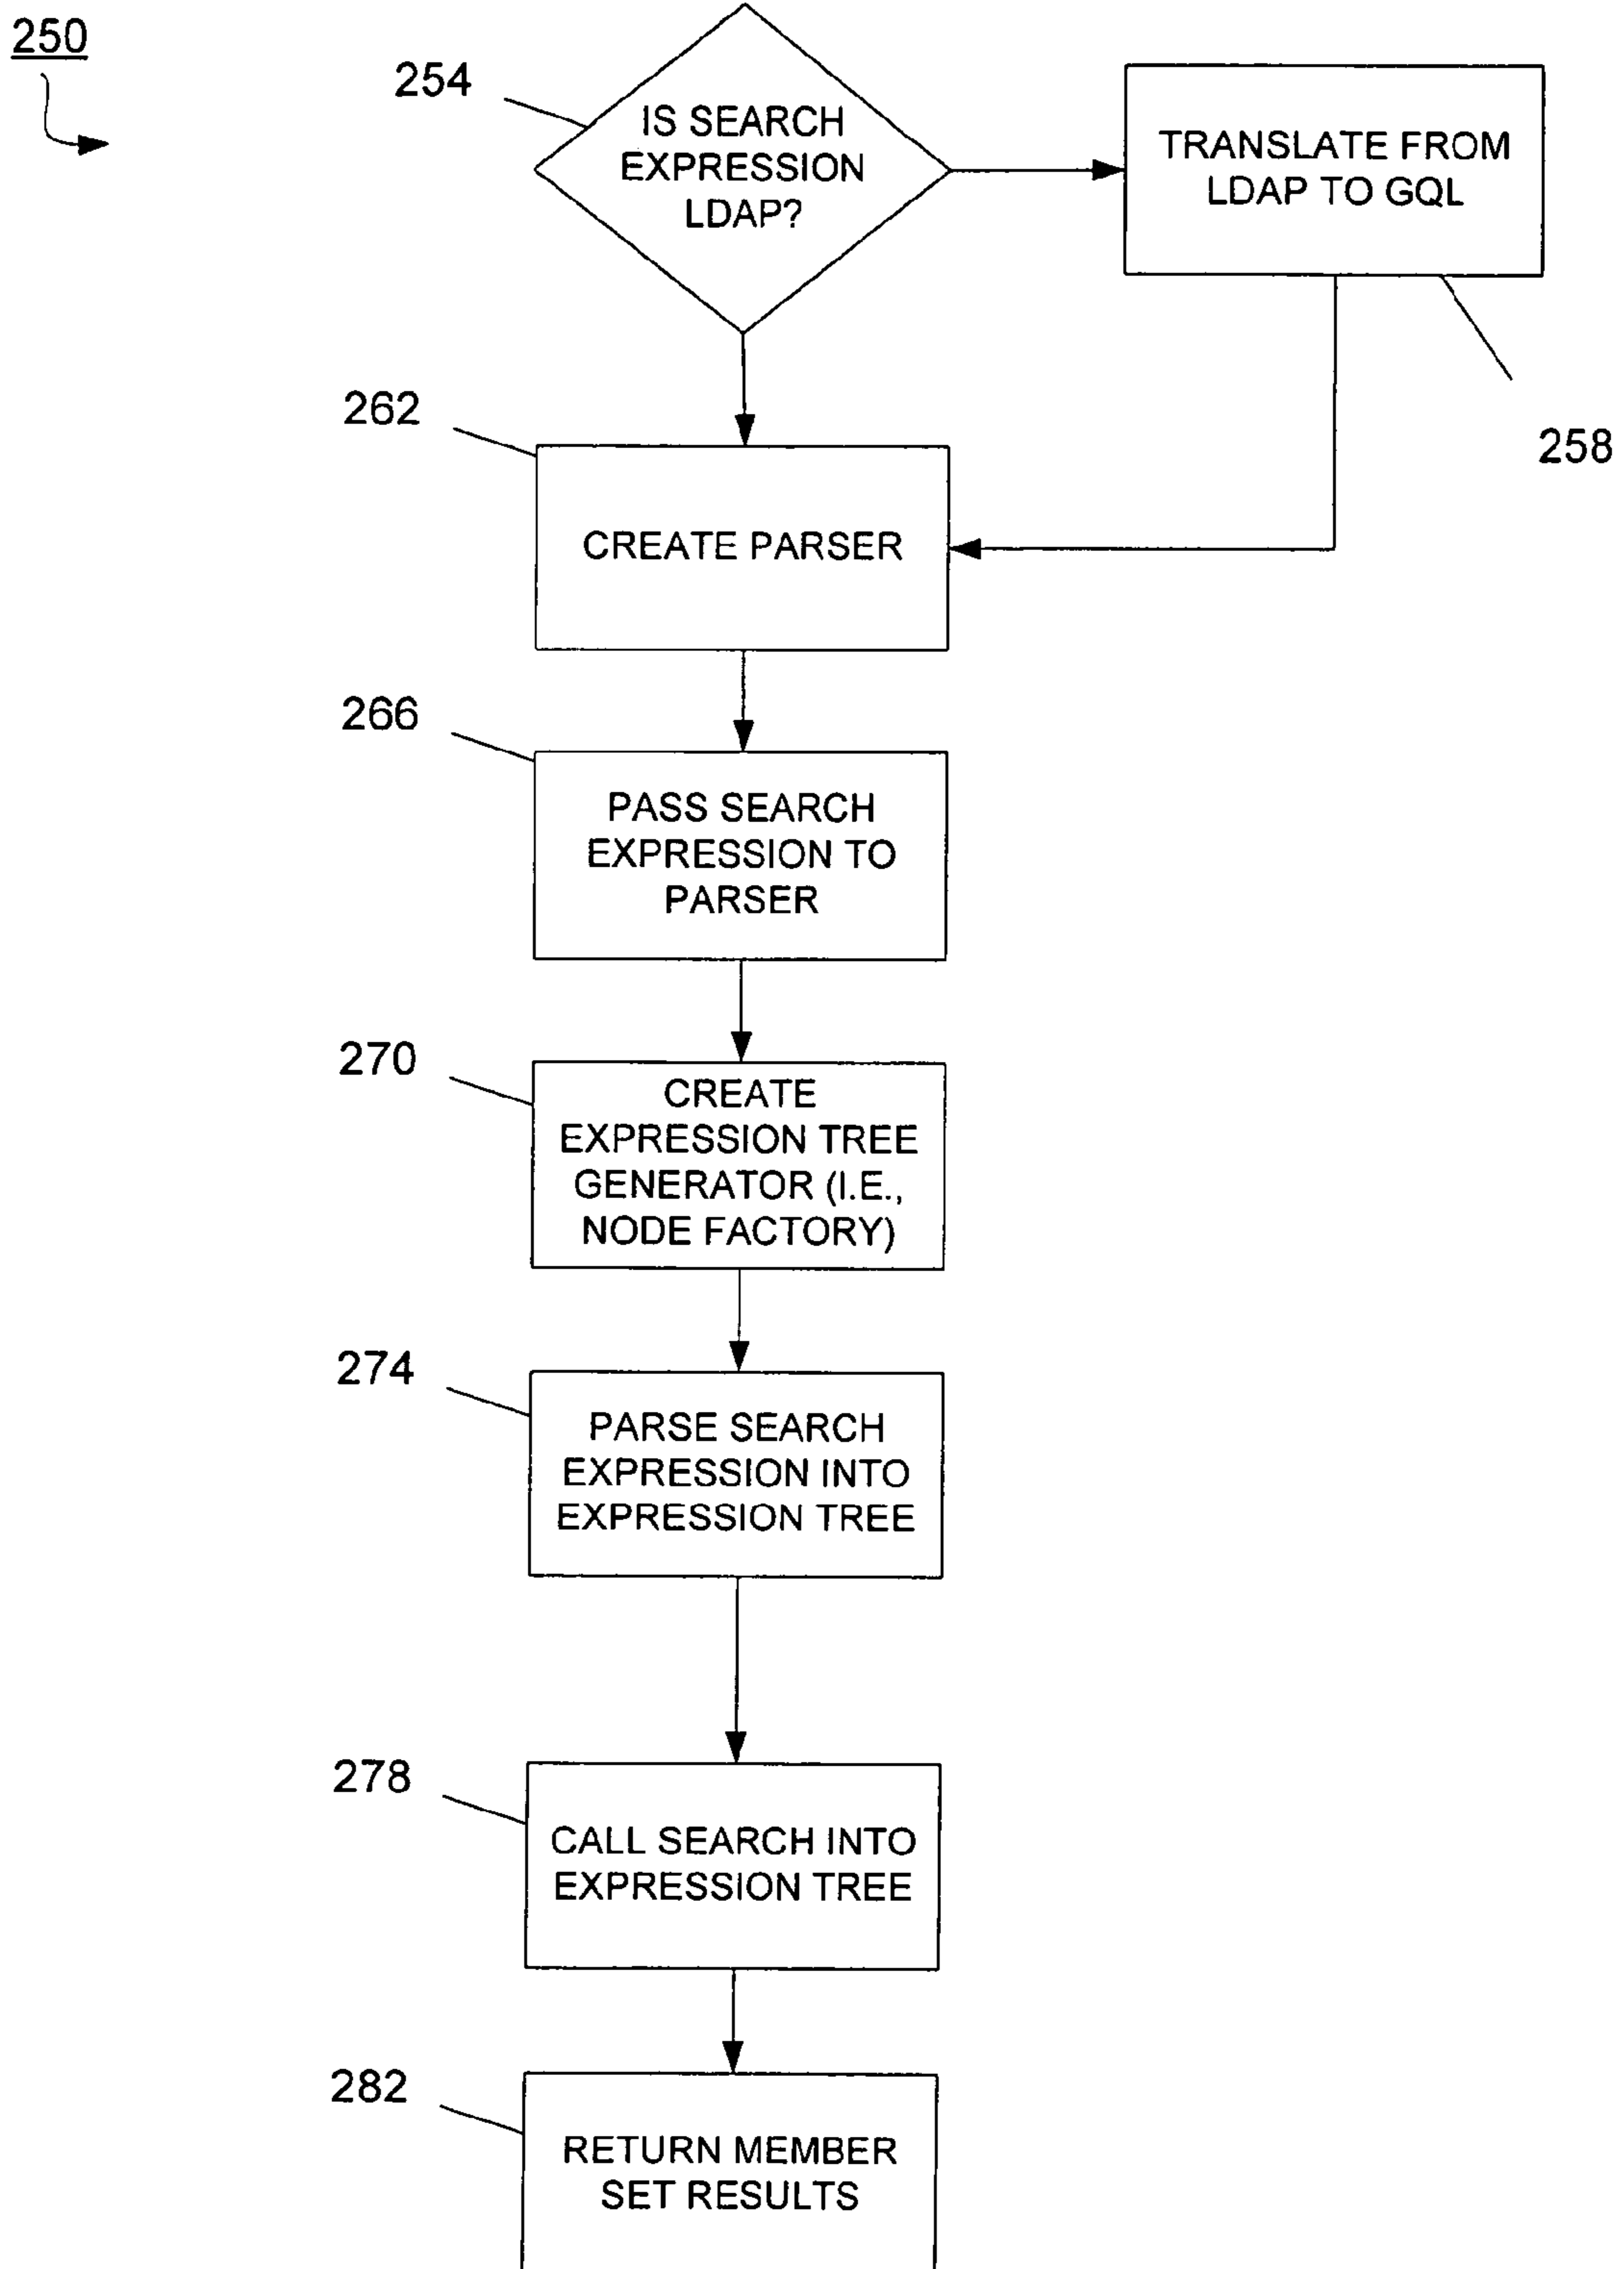 250
254
IS SEARCH
EXPRESSION
LDAP?
TRANSLATE FROM
LDAP TO GQL
258
262
CREATE PARSER
266
PASS SEARCH
EXPRESSION TO
PARSER
270
CREATE
EXPRESSION TREE
GENERATOR (I.E.,
NODE FACTORY)
274
PARSE SEARCH
EXPRESSION INTO
EXPRESSION TREE
278
CALL SEARCH INTO
EXPRESSION TREE
282
RETURN MEMBER
SET RESULTS